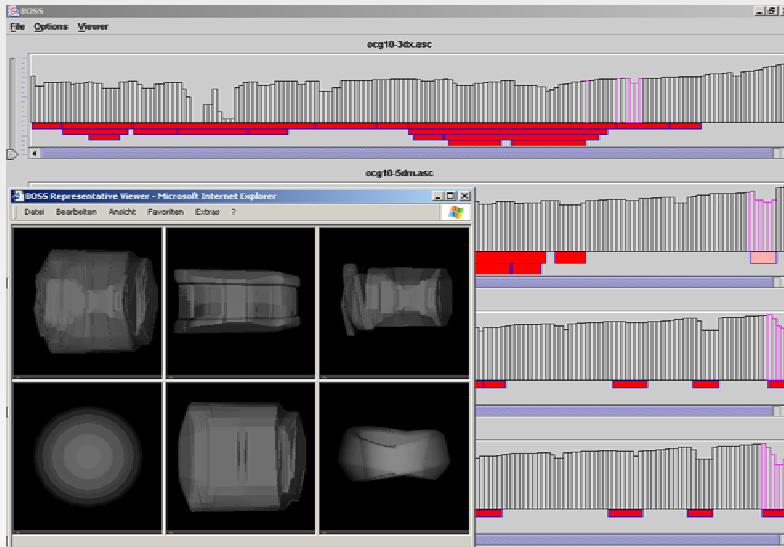 BOSS
File Options Viewer
ocg10-3dx.asc
ocg10-5dm.asc
BOSS Representative Viewer - Microsoft Internet Explorer
Datei Bearbeiten Ansicht Favoriten Extras ?